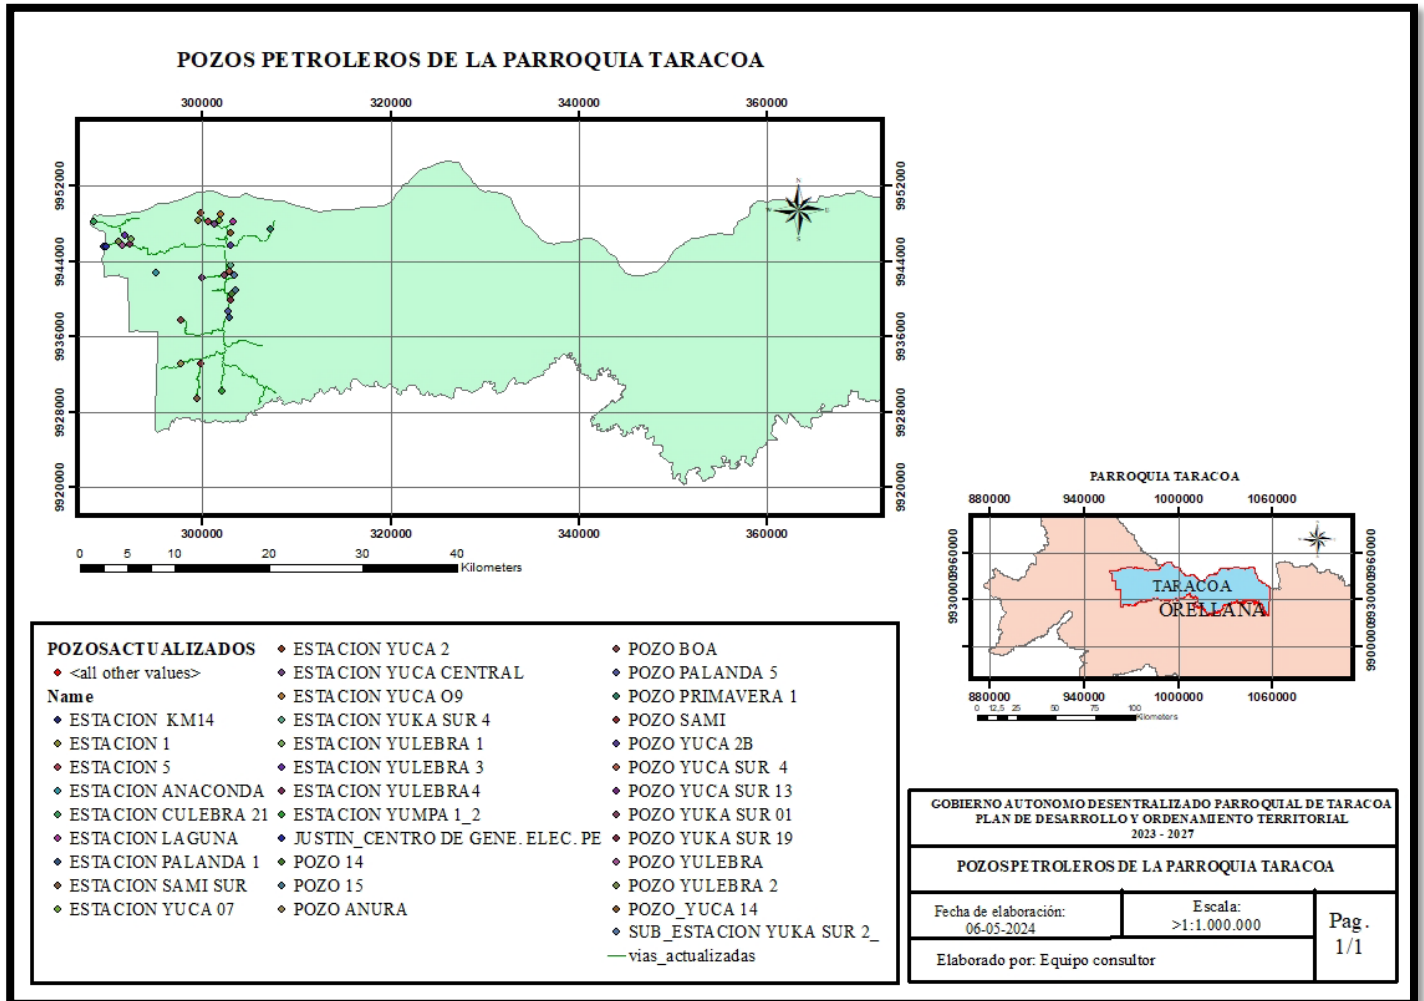 POZOS PETROLEROS DE LA PARROQUIA TARACOA
300000 320000 340000 360000
9952000 9952000
9944000 9944000
9936000 9936000
9928000 9928000
9920000 9920000
N
W E
S
300000 320000 340000 360000
0 5 10 20 30 40
Kilometers
PARROQUIA TARACOA
880000 940000 1000000 1060000
9960000 9960000
9930000 9930000
9900000 9900000
TARACOA
ORELLANA
880000 940000 1000000 1060000
0 12,5 25 50 75 100
Kilometers
POZOSACTUALIZADOS
<all other values>
Name
ESTACION KM14
ESTACION 1
ESTACION 5
ESTACION ANACONDA
ESTACION CULEBRA 21
ESTACION LAGUNA
ESTACION PALANDA 1
ESTACION SAMI SUR
ESTACION YUCA 07
ESTACION YUCA 2
ESTACION YUCA CENTRAL
ESTACION YUCA O9
ESTACION YUKA SUR 4
ESTACION YULEBRA 1
ESTACION YULEBRA 3
ESTACION YULEBRA4
ESTACION YUMPA 1_2
JUSTIN_CENTRO DE GENE. ELEC. PE
POZO 14
POZO 15
POZO ANURA
POZO BOA
POZO PALANDA 5
POZO PRIMAVERA 1
POZO SAMI
POZO YUCA 2B
POZO YUCA SUR 4
POZO YUCA SUR 13
POZO YUKA SUR 01
POZO YUKA SUR 19
POZO YULEBRA
POZO YULEBRA 2
POZO_YUCA 14
SUB_ESTACION YUKA SUR 2_
vias_actualizadas
GOBIERNO AUTONOMO DESENTRALIZADO PARROQUIAL DE TARACOA
PLAN DE DESARROLLO Y ORDENAMIENTO TERRITORIAL
2023 - 2027
POZOS PETROLEROS DE LA PARROQUIA TARACOA
Fecha de elaboración:
06-05-2024
Escala:
>1:1.000.000
Pag.
1/1
Elaborado por: Equipo consultor